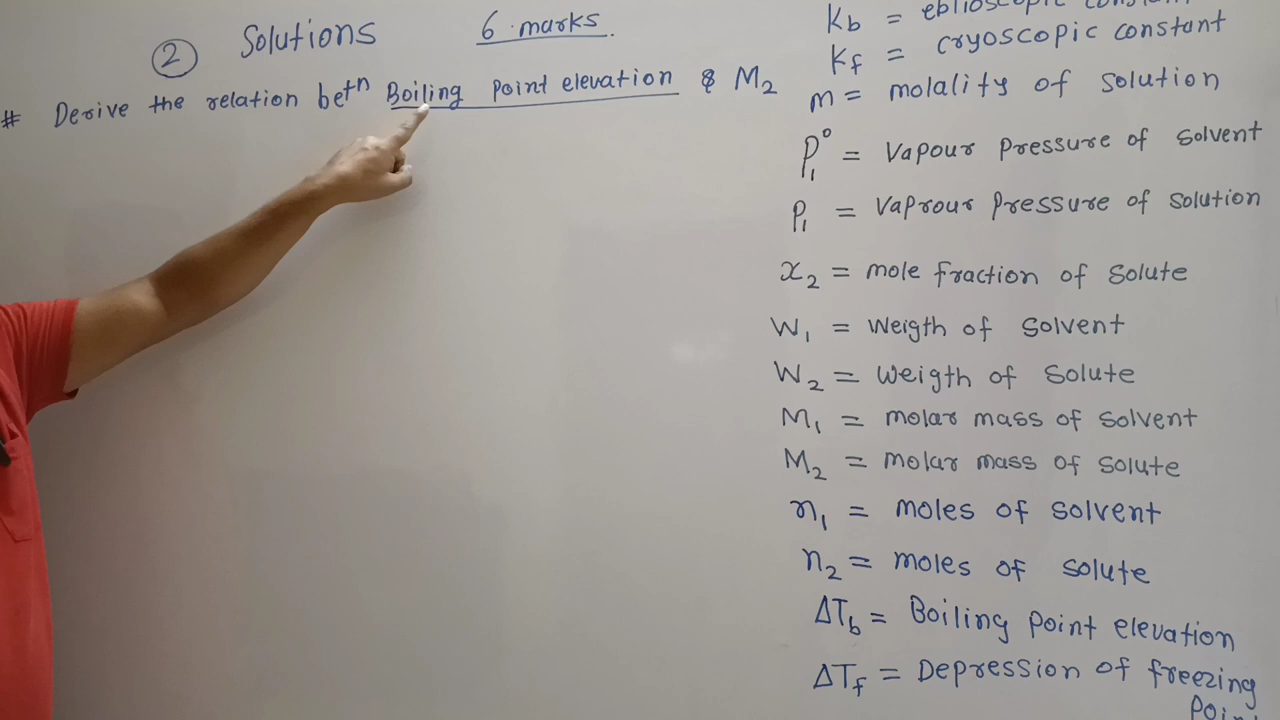 ② Solutions 6 marks.
# Derive the relation betⁿ Boiling point elevation & M₂
Kb = eblioscopic
Kf = cryoscopic constant
m = molality of solution
P₁⁰ = Vapour pressure of solvent
P₁ = Vaprour pressure of solution
x₂ = mole fraction of solute
W₁ = Weigth of solvent
W₂ = Weigth of solute
M₁ = molar mass of solvent
M₂ = molar mass of solute
n₁ = moles of solvent
n₂ = moles of solute
ΔTb = Boiling point elevation
ΔTf = Depression of freezing